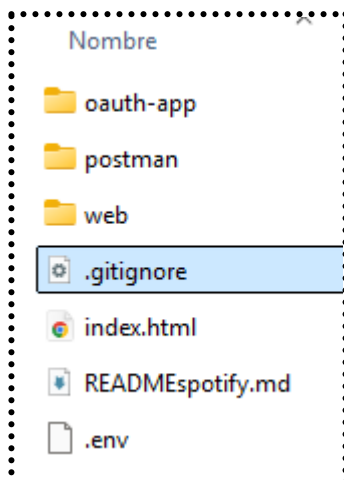 Nombre
oauth-app
postman
web
.gitignore
index.html
READMEspotify.md
.env